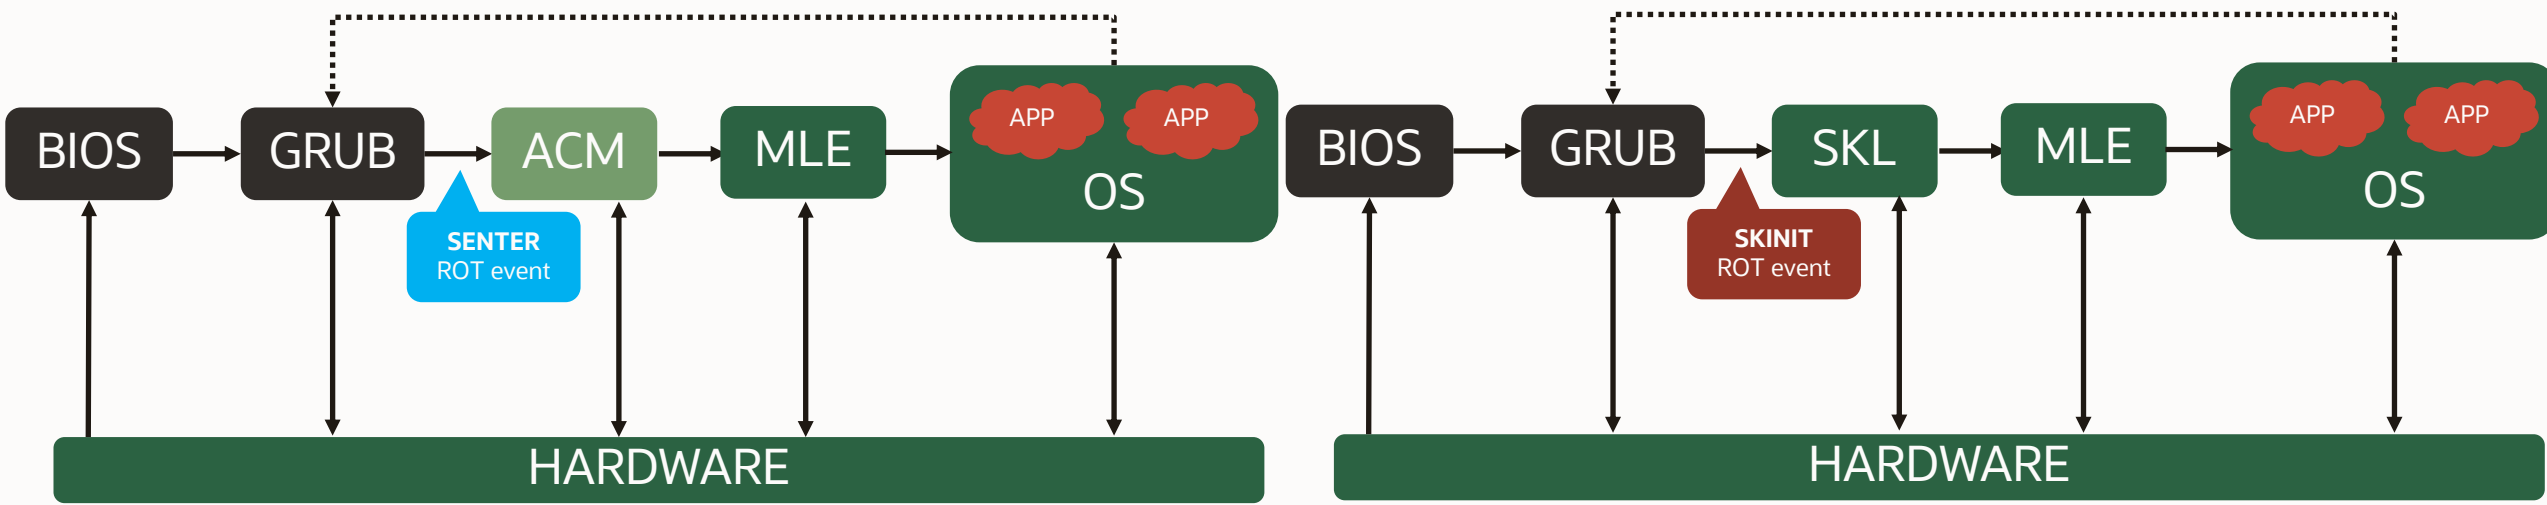 BIOS
GRUB
ACM
MLE
APP
APP
OS
SENTER
ROT event
HARDWARE
BIOS
GRUB
SKL
MLE
APP
APP
OS
SKINIT
ROT event
HARDWARE